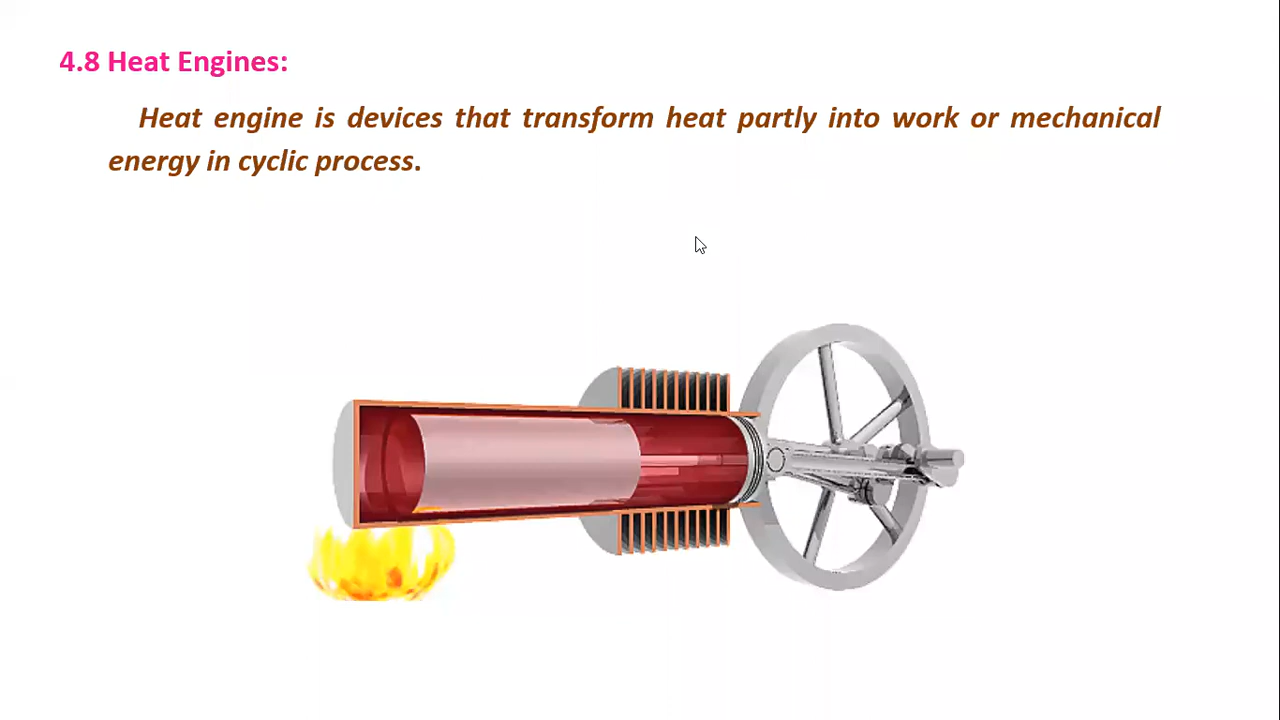 4.8 Heat Engines:
Heat engine is devices that transform heat partly into work or mechanical
energy in cyclic process.